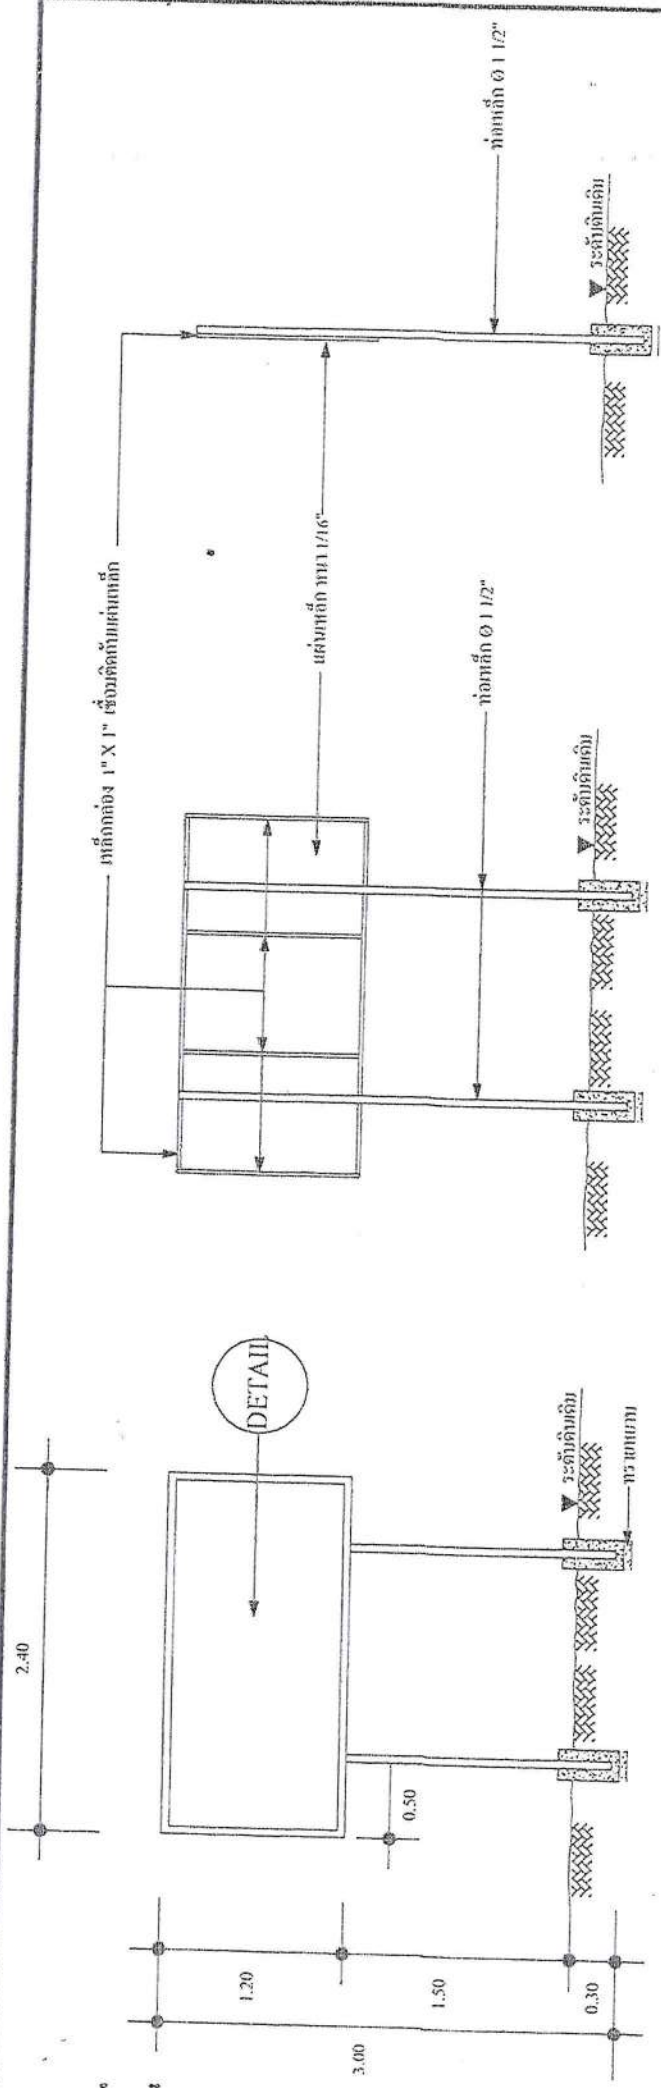 2.40
DETAIL
1.20
1.50
0.30
3.00
0.50
ระดับดินเดิม
ทรายหยาบ
เหล็กกล่อง 1" X 1" เชื่อมติดกับแผ่นเหล็ก
แผ่นเหล็ก หนา 1/16"
ท่อเหล็ก Ø 1 1/2"
ระดับดินเดิม
ท่อเหล็ก Ø 1 1/2"
ระดับดินเดิม